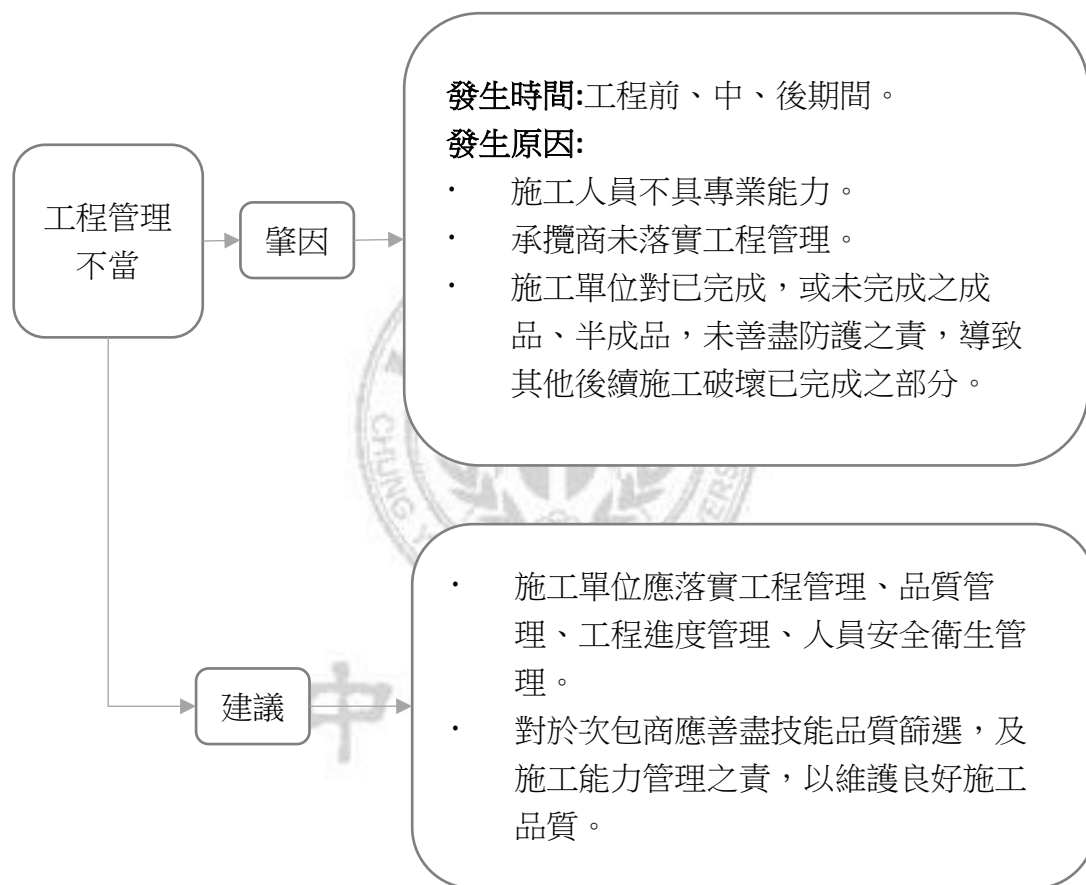 發生時間:工程前、中、後期間。
發生原因:
· 施工人員不具專業能力。
· 承攬商未落實工程管理。
· 施工單位對已完成，或未完成之成
品、半成品，未善盡防護之責，導致
其他後續施工破壞已完成之部分。
工程管理
不當
肇因
· 施工單位應落實工程管理、品質管
理、工程進度管理、人員安全衛生管
理。
· 對於次包商應善盡技能品質篩選，及
施工能力管理之責，以維護良好施工
品質。
建議
中
CHUNG
ERS